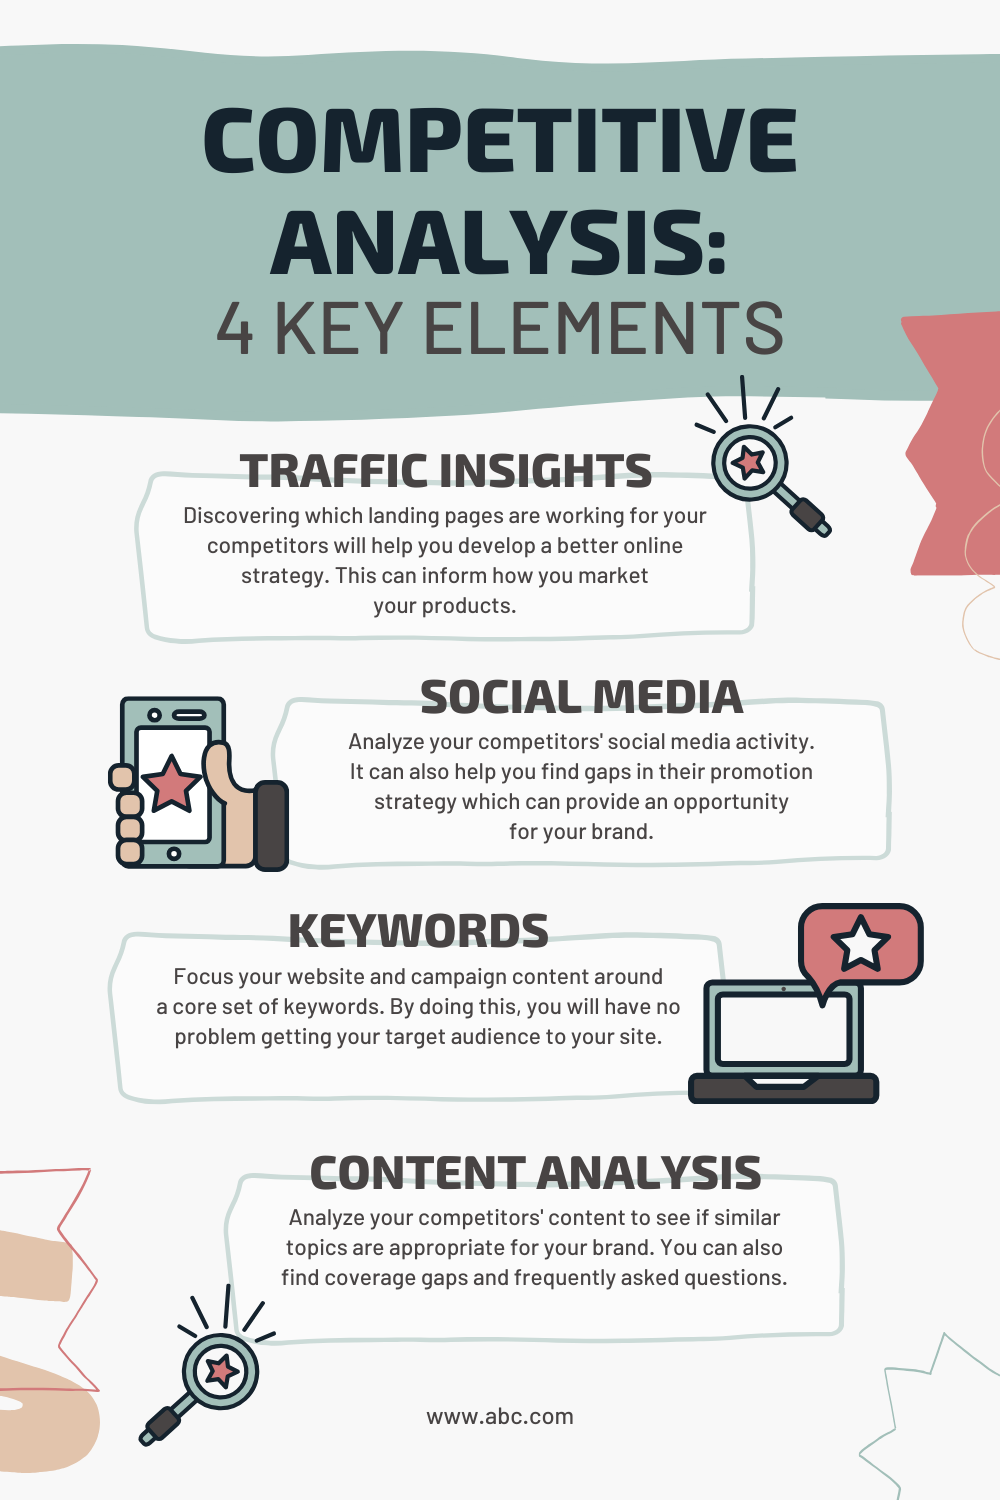 COMPETITIVE
ANALYSIS:
4 KEY ELEMENTS
TRAFFIC INSIGHTS
Discovering which landing pages are working for your
competitors will help you develop a better online
strategy. This can inform how you market
your products.
SOCIAL MEDIA
Analyze your competitors' social media activity.
It can also help you find gaps in their promotion
strategy which can provide an opportunity
for your brand.
KEYWORDS
Focus your website and campaign content around
a core set of keywords. By doing this, you will have no
problem getting your target audience to your site.
CONTENT ANALYSIS
Analyze your competitors' content to see if similar
topics are appropriate for your brand. You can also
find coverage gaps and frequently asked questions.
www.abc.com